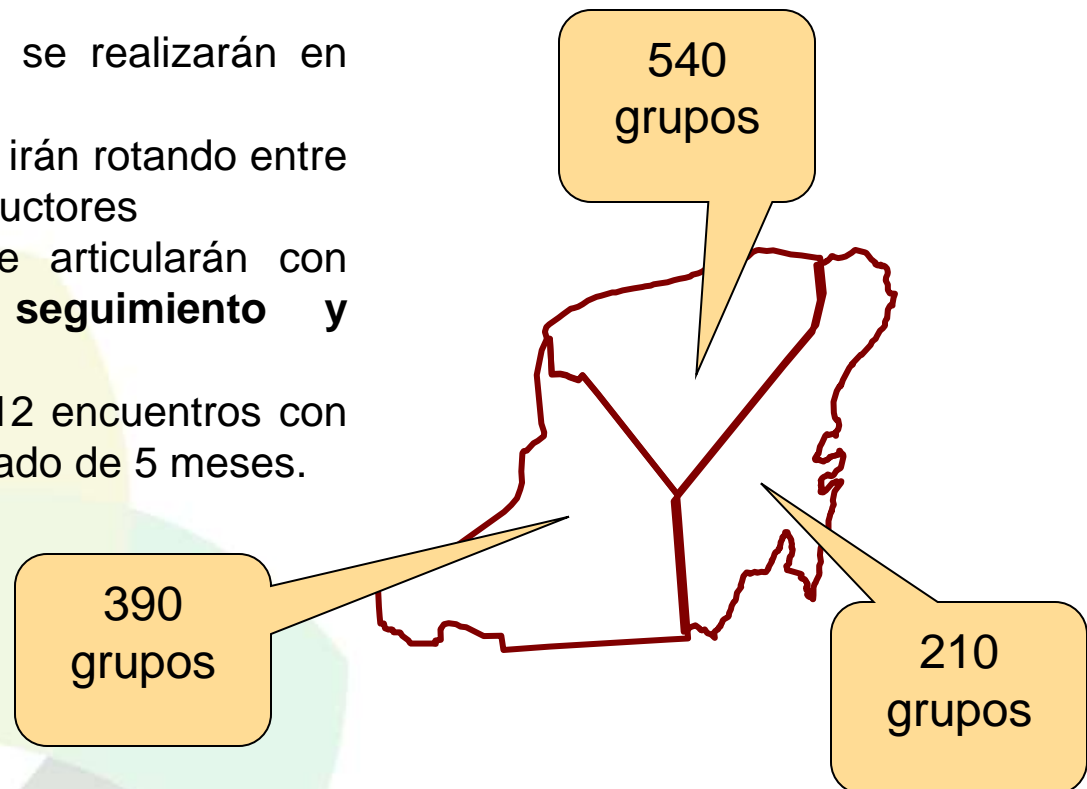 se realizarán en
irán rotando entre
uctores
e articularán con
seguimiento y
12 encuentros con
ado de 5 meses.
540
grupos
390
grupos
210
grupos